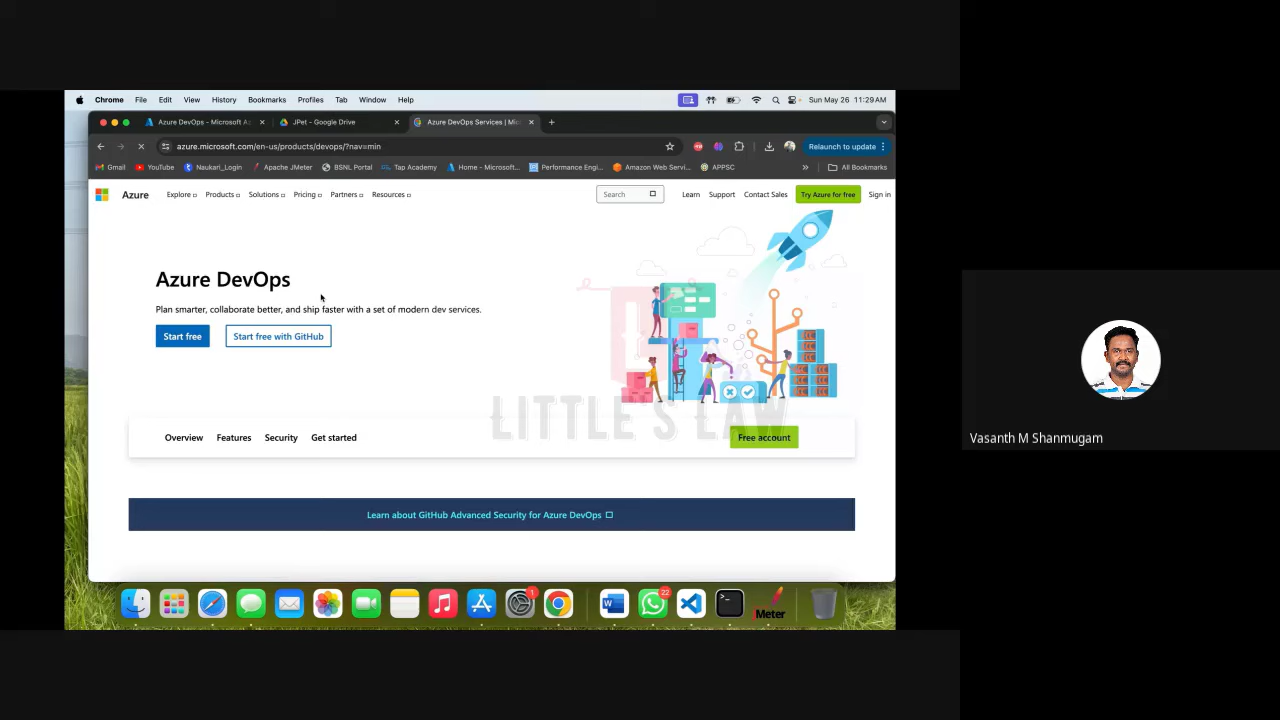 Chrome File Edit View History Bookmarks Profiles Tab Window Help Sun May 26 11:29 AM
Azure DevOps - Microsoft Az JPet - Google Drive Azure DevOps Services | Mic
azure.microsoft.com/en-us/products/devops/?nav=min Relaunch to update
Gmail YouTube Naukari_Login Apache JMeter BSNL Portal Tap Academy Home - Microsoft... Performance Engi... Amazon Web Servi... APPSC All Bookmarks
Azure Explore Products Solutions Pricing Partners Resources Search Learn Support Contact Sales Try Azure for free Sign in
Azure DevOps
Plan smarter, collaborate better, and ship faster with a set of modern dev services.
Start free Start free with GitHub
LITTLE'S LAW
Overview Features Security Get started Free account
Learn about GitHub Advanced Security for Azure DevOps
1 22
Meter
Vasanth M Shanmugam